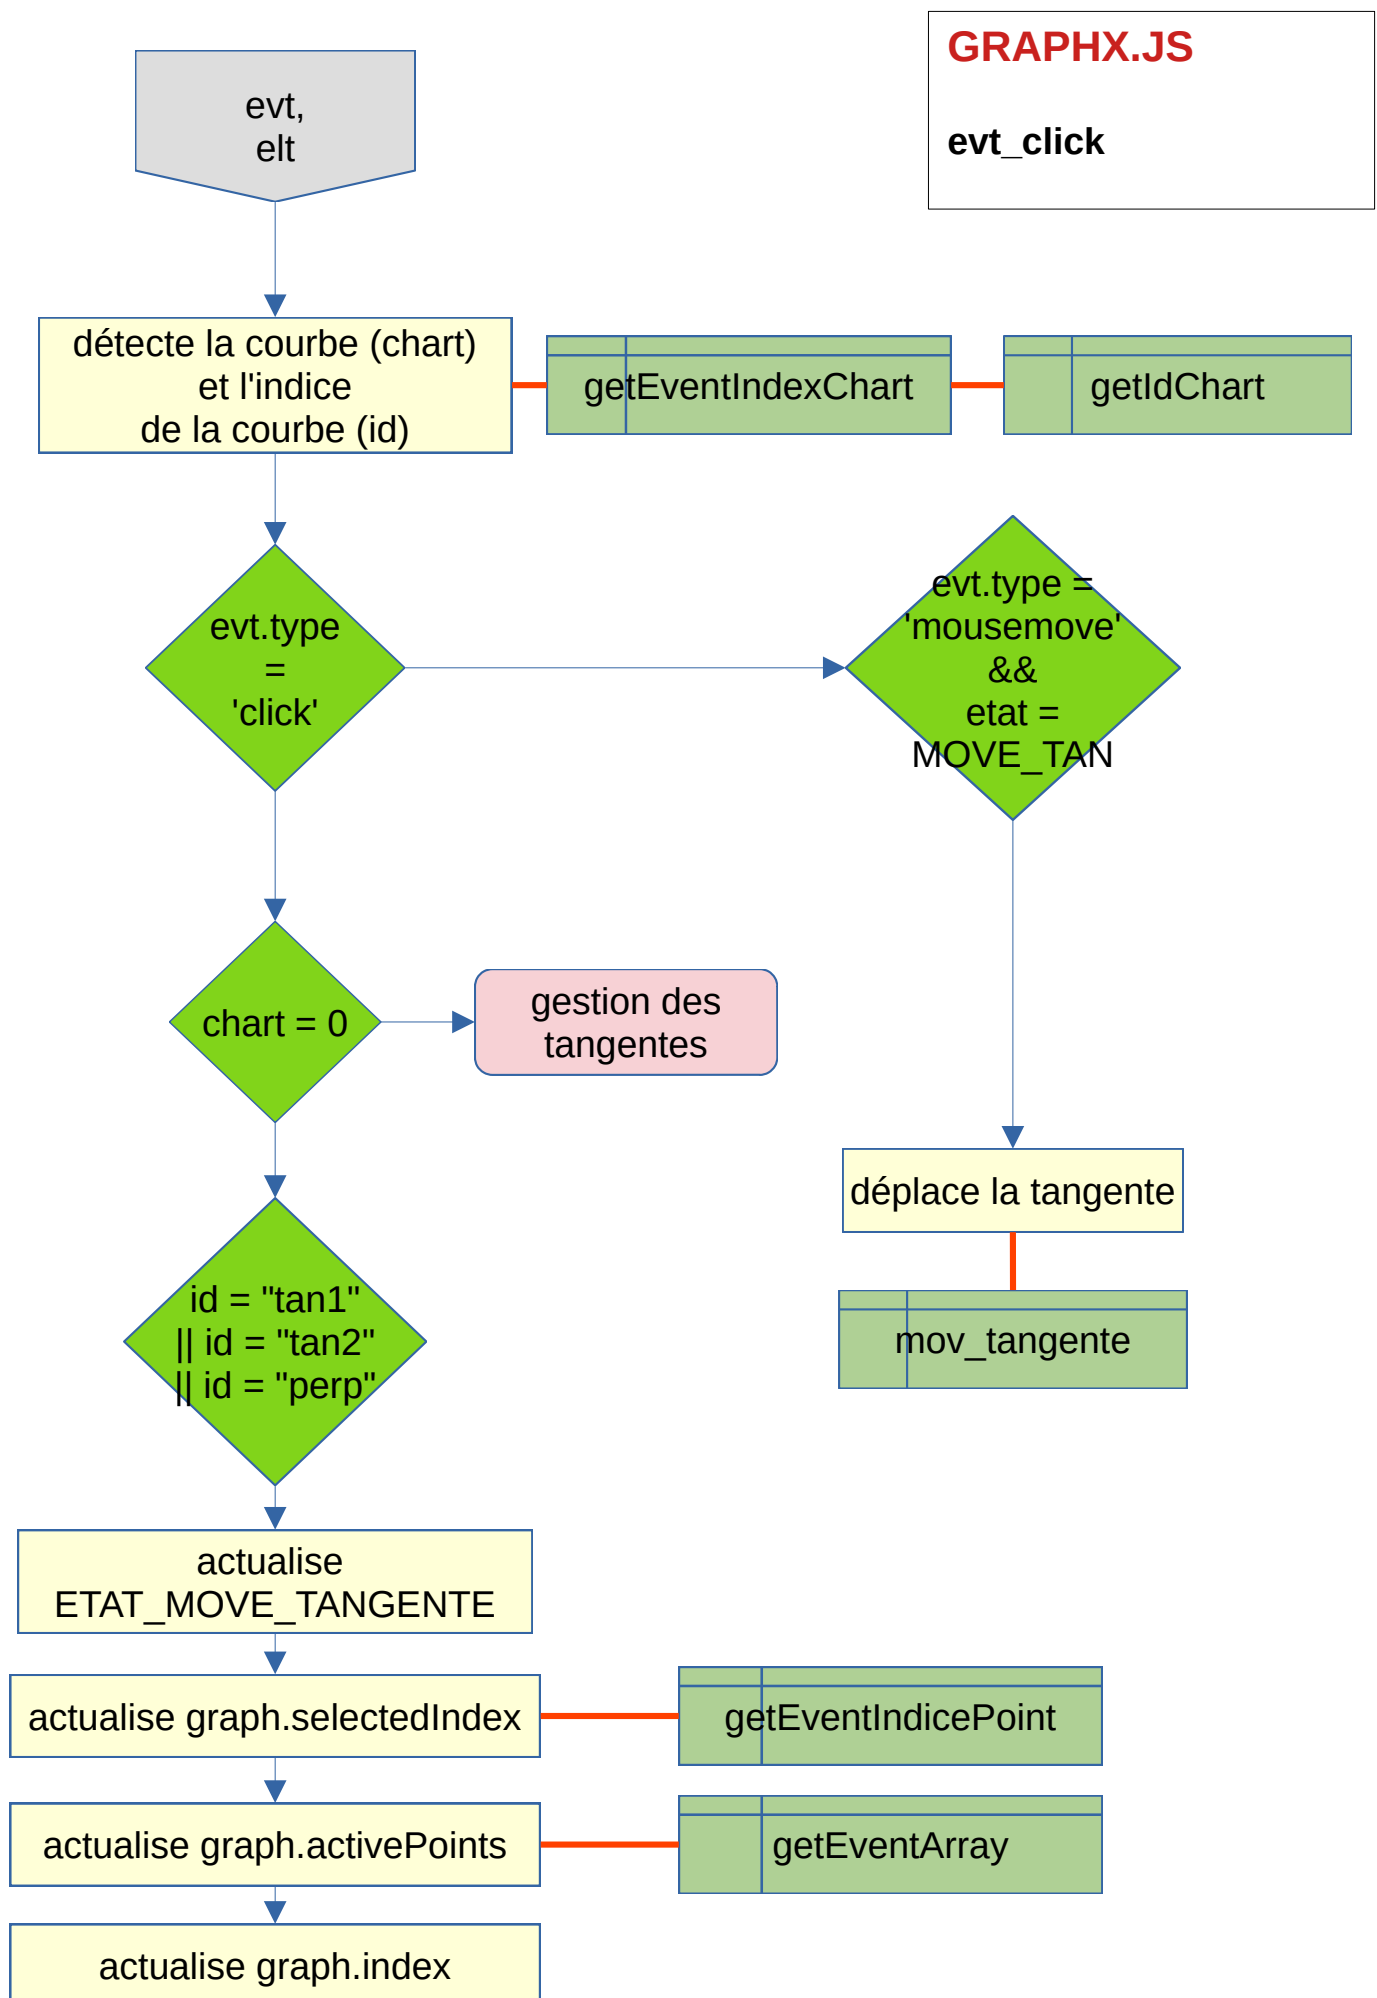 GRAPHX.JS
evt_click
evt,
elt
détecte la courbe (chart)
et l'indice
de la courbe (id)
getEventIndexChart
getIdChart
evt.type
=
'click'
evt.type =
'mousemove'
&&
etat =
MOVE_TAN
chart = 0
gestion des
tangentes
déplace la tangente
mov_tangente
id = "tan1"
|| id = "tan2"
|| id = "perp"
actualise
ETAT_MOVE_TANGENTE
actualise graph.selectedIndex
getEventIndicePoint
actualise graph.activePoints
getEventArray
actualise graph.index